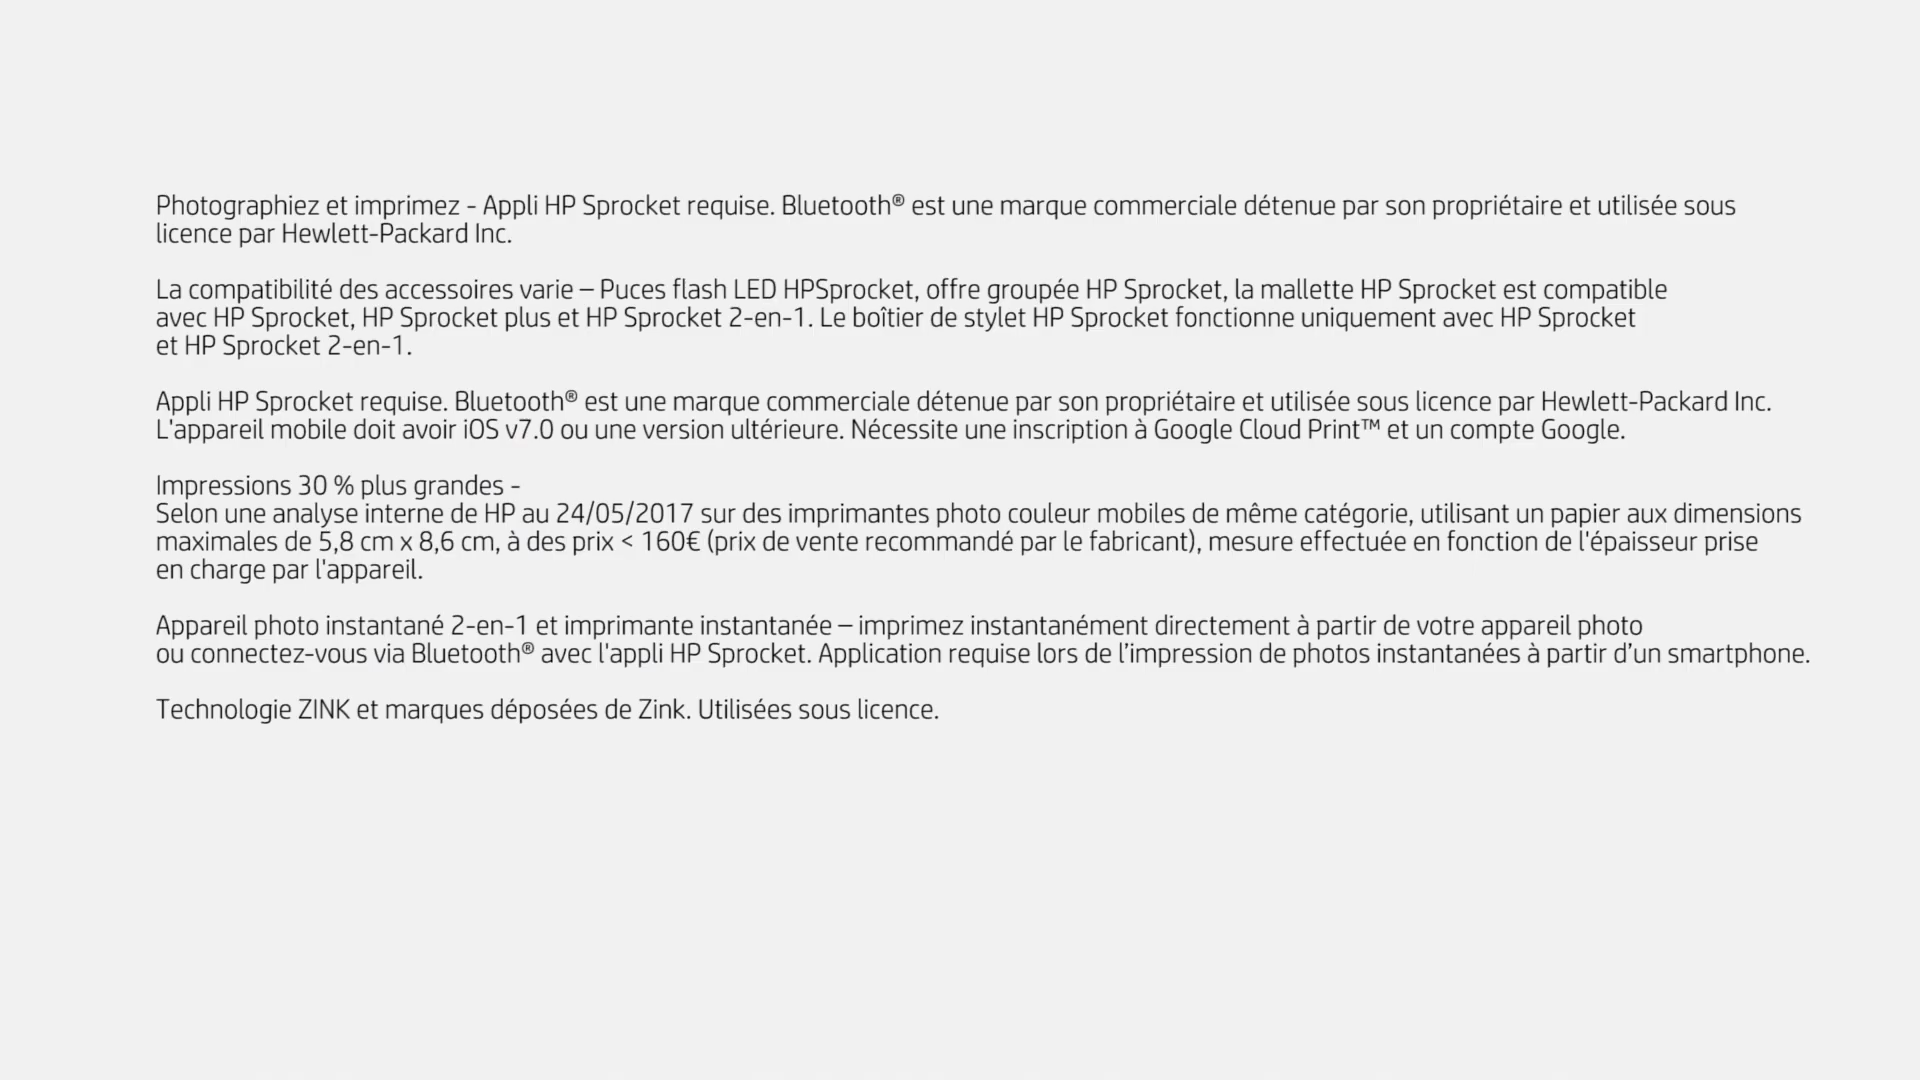 Photographiez et imprimez - Appli HP Sprocket requise. Bluetooth® est une marque commerciale détenue par son propriétaire et utilisée sous
licence par Hewlett-Packard Inc.
La compatibilité des accessoires varie – Puces flash LED HPSprocket, offre groupée HP Sprocket, la mallette HP Sprocket est compatible
avec HP Sprocket, HP Sprocket plus et HP Sprocket 2-en-1. Le boîtier de stylet HP Sprocket fonctionne uniquement avec HP Sprocket
et HP Sprocket 2-en-1.
Appli HP Sprocket requise. Bluetooth® est une marque commerciale détenue par son propriétaire et utilisée sous licence par Hewlett-Packard Inc.
L'appareil mobile doit avoir iOS v7.0 ou une version ultérieure. Nécessite une inscription à Google Cloud Print™ et un compte Google.
Impressions 30 % plus grandes -
Selon une analyse interne de HP au 24/05/2017 sur des imprimantes photo couleur mobiles de même catégorie, utilisant un papier aux dimensions
maximales de 5,8 cm x 8,6 cm, à des prix < 160€ (prix de vente recommandé par le fabricant), mesure effectuée en fonction de l'épaisseur prise
en charge par l'appareil.
Appareil photo instantané 2-en-1 et imprimante instantanée – imprimez instantanément directement à partir de votre appareil photo
ou connectez-vous via Bluetooth® avec l'appli HP Sprocket. Application requise lors de l’impression de photos instantanées à partir d’un smartphone.
Technologie ZINK et marques déposées de Zink. Utilisées sous licence.